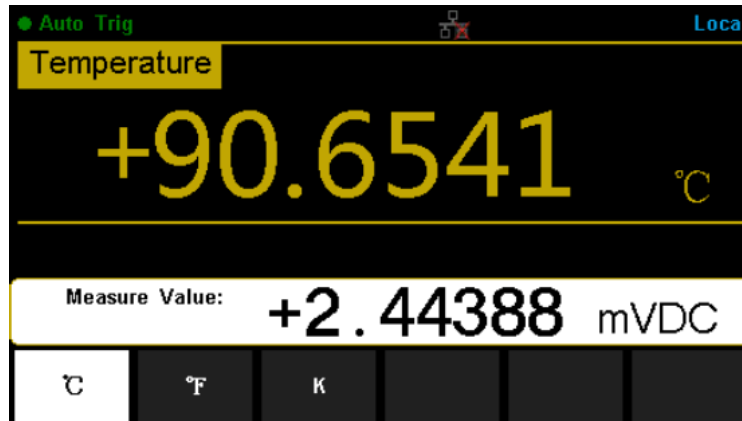 Auto Trig Loca
Temperature
+90.6541 ℃
Measure Value: +2.44388 mVDC
℃ ℉ K